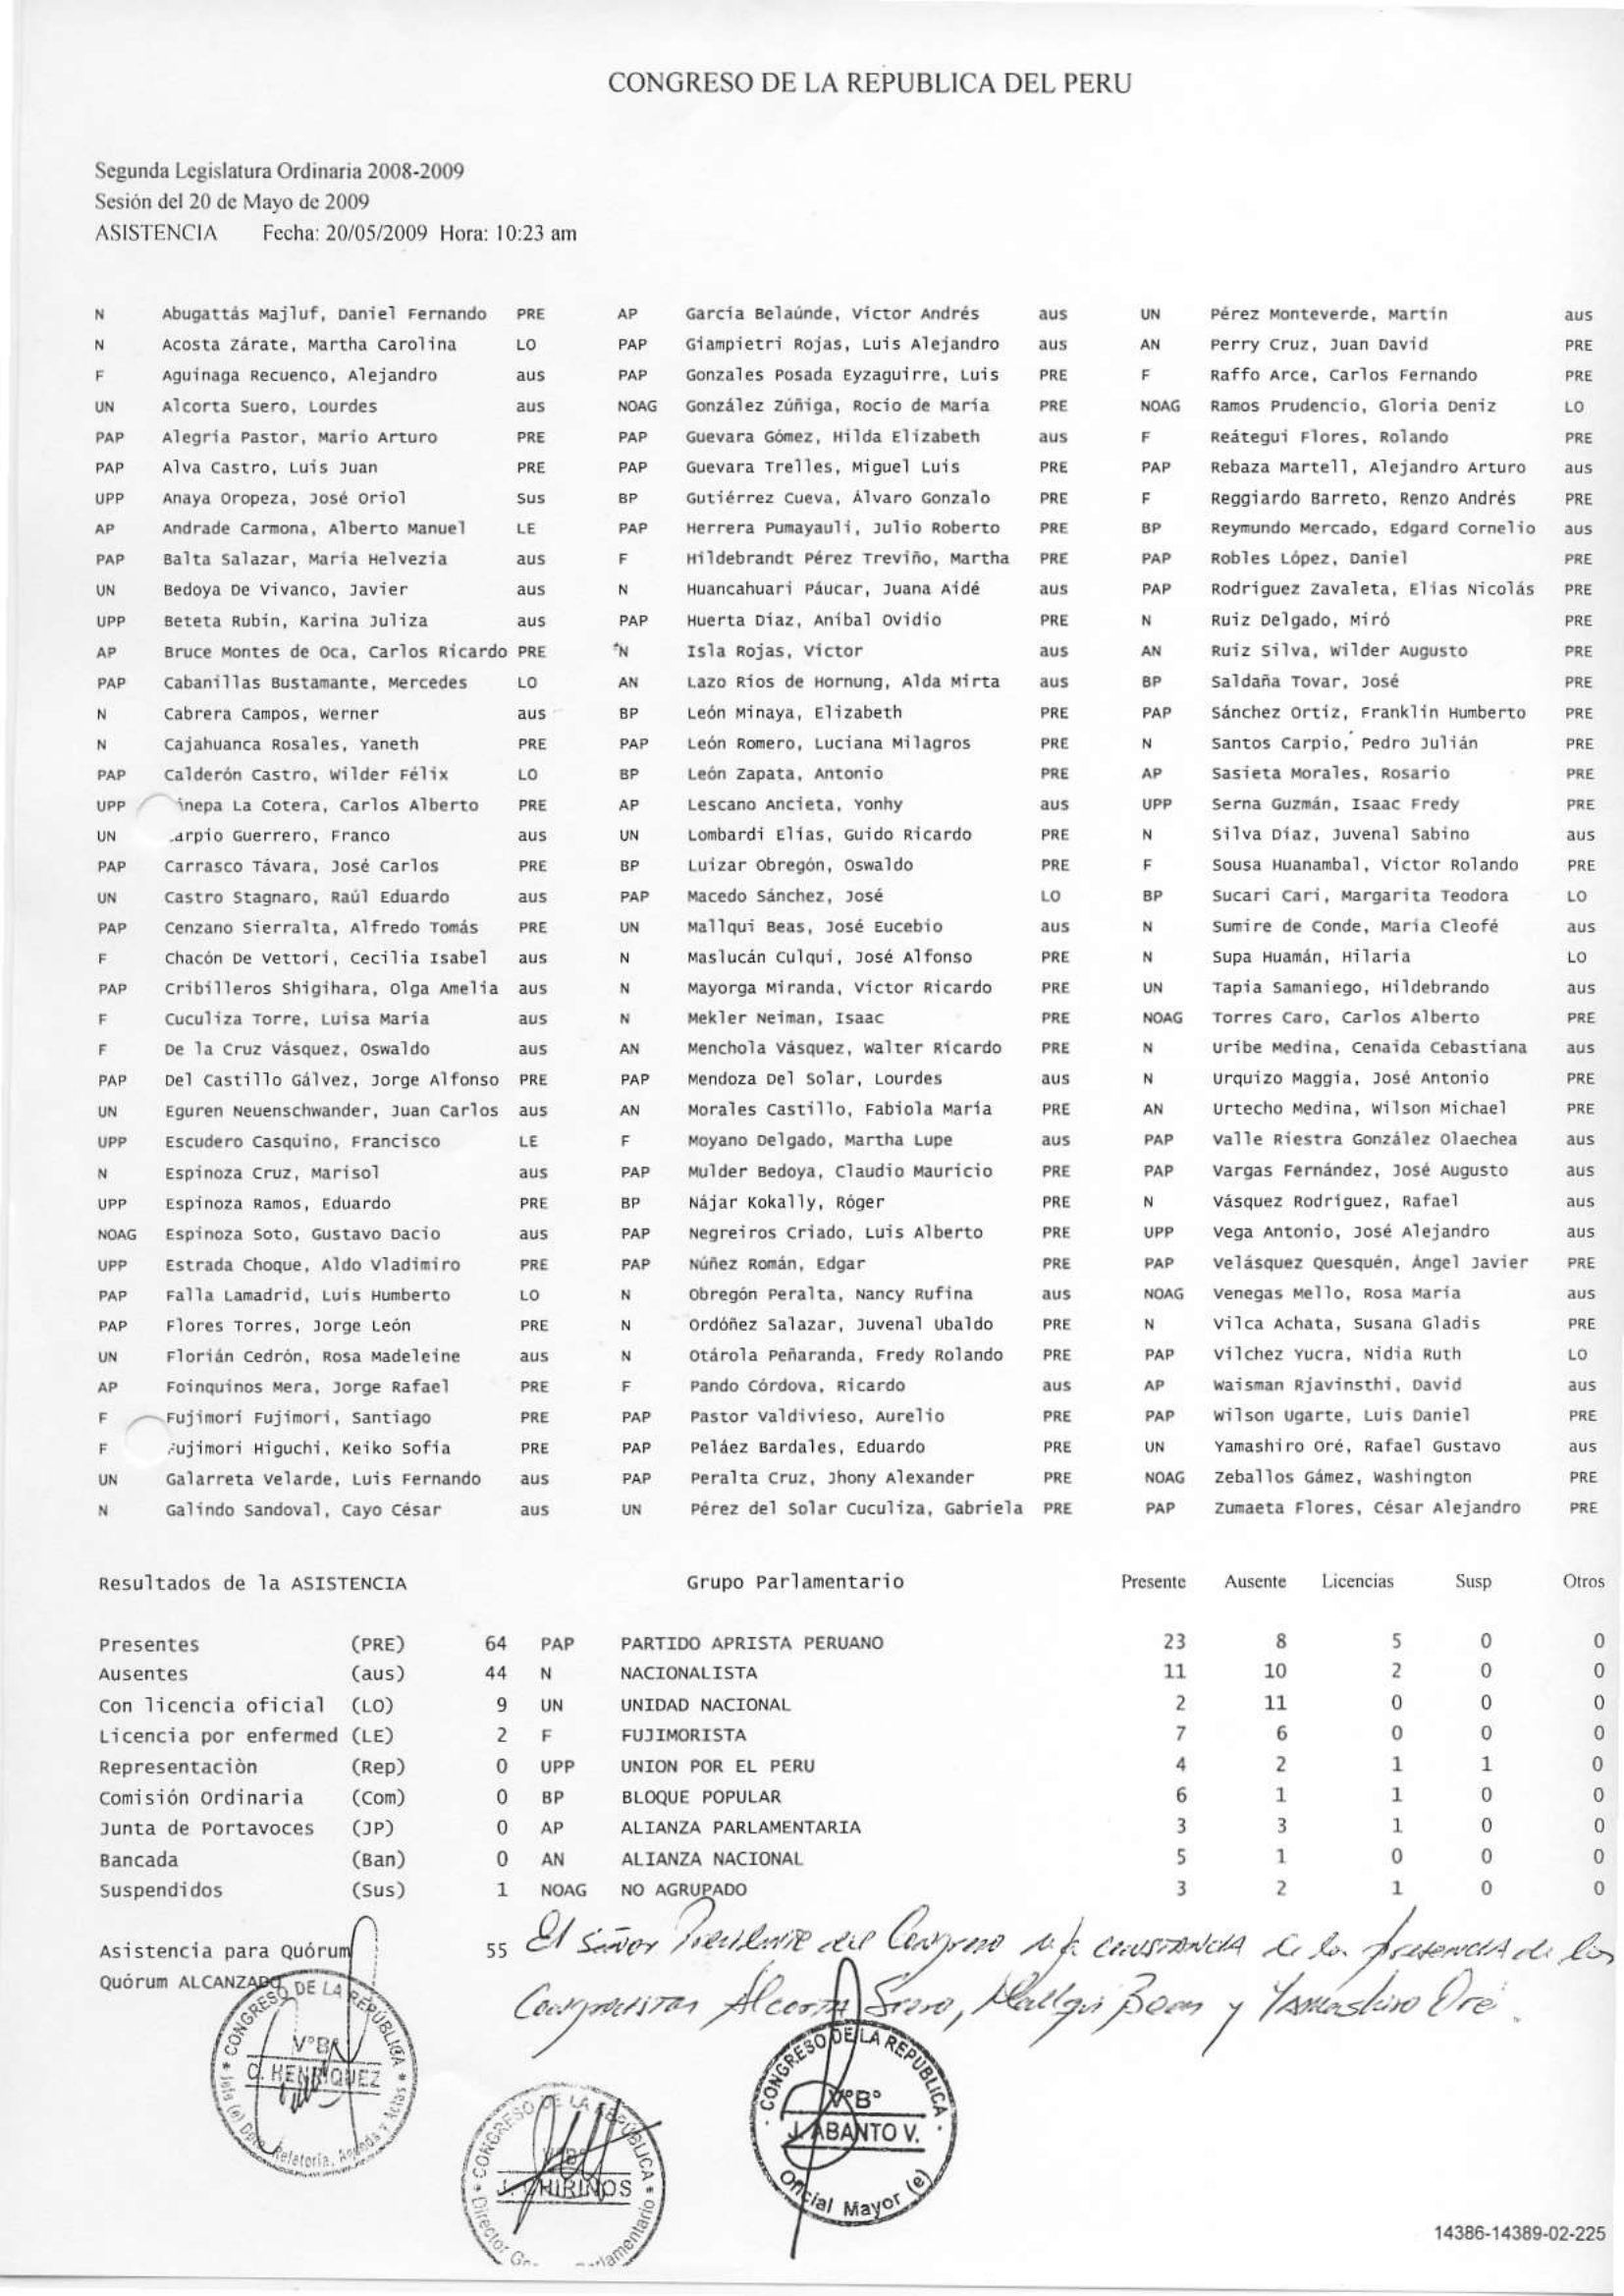 CONGRESO DE LA REPUBLICA DEL PERU
Segunda Legislatura Ordinaria 2008-2009
Sesión del 20 de Mayo de 2009
ASISTENCIA Fecha: 20/05/2009 Hora: 10:23 am
N Abugattás Majluf, Daniel Fernando PRE AP García Belaúnde, Víctor Andrés aus UN Pérez Monteverde, Martín aus
N Acosta Zárate, Martha Carolina LO PAP Giampietri Rojas, Luis Alejandro aus AN Perry Cruz, Juan David PRE
F Aguinaga Recuenco, Alejandro aus PAP Gonzales Posada Eyzaguirre, Luis PRE F Raffo Arce, Carlos Fernando PRE
UN Alcorta Suero, Lourdes aus NOAG González Zúñiga, Rocio de María PRE NOAG Ramos Prudencio, Gloria Deniz LO
PAP Alegría Pastor, Mario Arturo PRE PAP Guevara Gómez, Hilda Elizabeth aus F Reátegui Flores, Rolando PRE
PAP Alva Castro, Luis Juan PRE PAP Guevara Trelles, Miguel Luis PRE PAP Rebaza Martell, Alejandro Arturo aus
UPP Anaya Oropeza, José Oriol Sus BP Gutiérrez Cueva, Álvaro Gonzalo PRE F Reggiardo Barreto, Renzo Andrés PRE
AP Andrade Carmona, Alberto Manuel LE PAP Herrera Pumayauli, Julio Roberto PRE BP Reymundo Mercado, Edgard Cornelio aus
PAP Balta Salazar, María Helvezia aus F Hildebrandt Pérez Treviño, Martha PRE PAP Robles López, Daniel PRE
UN Bedoya De Vivanco, Javier aus N Huancahuari Páucar, Juana Aidé aus PAP Rodríguez Zavaleta, Elías Nicolás PRE
UPP Beteta Rubín, Karina Juliza aus PAP Huerta Díaz, Aníbal Ovidio PRE N Ruiz Delgado, Miró PRE
AP Bruce Montes de Oca, Carlos Ricardo PRE N Isla Rojas, Víctor aus AN Ruiz Silva, Wilder Augusto PRE
PAP Cabanillas Bustamante, Mercedes LO AN Lazo Ríos de Hornung, Alda Mirta aus BP Saldaña Tovar, José PRE
N Cabrera Campos, Werner aus BP León Minaya, Elizabeth PRE PAP Sánchez Ortiz, Franklin Humberto PRE
N Cajahuanca Rosales, Yaneth PRE PAP León Romero, Luciana Milagros PRE N Santos Carpio, Pedro Julián PRE
PAP Calderón Castro, Wilder Félix LO BP León Zapata, Antonio PRE AP Sasieta Morales, Rosario PRE
UPP ánepa La Cotera, Carlos Alberto PRE AP Lescano Ancieta, Yonhy aus UPP Serna Guzmán, Isaac Fredy PRE
UN arpio Guerrero, Franco aus UN Lombardi Elías, Guido Ricardo PRE N Silva Díaz, Juvenal Sabino aus
PAP Carrasco Távara, José Carlos PRE BP Luizar Obregón, Oswaldo PRE F Sousa Huanambal, Víctor Rolando PRE
UN Castro Stagnaro, Raúl Eduardo aus PAP Macedo Sánchez, José LO BP Sucari Cari, Margarita Teodora LO
PAP Cenzano Sierralta, Alfredo Tomás PRE UN Mallqui Beas, José Eucebio aus N Sumire de Conde, María Cleofé aus
F Chacón De Vettori, Cecilia Isabel aus N Maslucán Culqui, José Alfonso PRE N Supa Huamán, Hilaria LO
PAP Cribilleros Shigihara, Olga Amelia aus N Mayorga Miranda, Víctor Ricardo PRE UN Tapia Samaniego, Hildebrando aus
F Cuculiza Torre, Luisa María aus N Mekler Neiman, Isaac PRE NOAG Torres Caro, Carlos Alberto PRE
F De la Cruz Vásquez, Oswaldo aus AN Menchola Vásquez, Walter Ricardo PRE N Uribe Medina, Cenaida Cebastiana aus
PAP Del Castillo Gálvez, Jorge Alfonso PRE PAP Mendoza Del Solar, Lourdes aus N Urquizo Maggia, José Antonio PRE
UN Eguren Neuenschwander, Juan Carlos aus AN Morales Castillo, Fabiola María PRE AN Urtecho Medina, Wilson Michael PRE
UPP Escudero Casquino, Francisco LE F Moyano Delgado, Martha Lupe aus PAP Valle Riestra González Olaechea aus
N Espinoza Cruz, Marisol aus PAP Mulder Bedoya, Claudio Mauricio PRE PAP Vargas Fernández, José Augusto aus
UPP Espinoza Ramos, Eduardo PRE BP Nájar Kokally, Róger PRE N Vásquez Rodríguez, Rafael aus
NOAG Espinoza Soto, Gustavo Dacio aus PAP Negreiros Criado, Luis Alberto PRE UPP Vega Antonio, José Alejandro aus
UPP Estrada Choque, Aldo Vladimiro PRE PAP Núñez Román, Edgar PRE PAP Velásquez Quesquén, Ángel Javier PRE
PAP Falla Lamadrid, Luis Humberto LO N Obregón Peralta, Nancy Rufina aus NOAG Venegas Mello, Rosa María aus
PAP Flores Torres, Jorge León PRE N Ordóñez Salazar, Juvenal Ubaldo PRE N Vilca Achata, Susana Gladis PRE
UN Florián Cedrón, Rosa Madeleine aus N Otárola Peñaranda, Fredy Rolando PRE PAP Vilchez Yucra, Nidia Ruth LO
AP Foinquinos Mera, Jorge Rafael PRE F Pando Córdova, Ricardo aus AP Waisman Rjavinsthi, David aus
F Fujimori Fujimori, Santiago PRE PAP Pastor Valdivieso, Aurelio PRE PAP Wilson Ugarte, Luis Daniel PRE
F Fujimori Higuchi, Keiko Sofía PRE PAP Peláez Bardales, Eduardo PRE UN Yamashiro Oré, Rafael Gustavo aus
UN Galarreta Velarde, Luis Fernando aus PAP Peralta Cruz, Jhony Alexander PRE NOAG Zeballos Gámez, Washington PRE
N Galindo Sandoval, Cayo César aus UN Pérez del Solar Cuculiza, Gabriela PRE PAP Zumaeta Flores, César Alejandro PRE
Resultados de la ASISTENCIA Grupo Parlamentario Presente Ausente Licencias Susp Otros
Presentes (PRE) 64 PAP PARTIDO APRISTA PERUANO 23 8 5 0 0
Ausentes (aus) 44 N NACIONALISTA 11 10 2 0 0
Con licencia oficial (LO) 9 UN UNIDAD NACIONAL 2 11 0 0 0
Licencia por enfermed (LE) 2 F FUJIMORISTA 7 6 0 0 0
Representaciòn (Rep) 0 UPP UNION POR EL PERU 4 2 1 1 0
Comisión Ordinaria (Com) 0 BP BLOQUE POPULAR 6 1 1 0 0
Junta de Portavoces (JP) 0 AP ALIANZA PARLAMENTARIA 3 3 1 0 0
Bancada (Ban) 0 AN ALIANZA NACIONAL 5 1 0 0 0
Suspendidos (Sus) 1 NOAG NO AGRUPADO 3 2 1 0 0
Asistencia para Quórum 55 El Señor Presidente del Congreso deja constancia de la presencia de los
Quórum ALCANZADO
Congresistas Alcorta Suero, Mallqui Beas y Yamashiro Oré.
CONGRESO DE LA REPÚBLICA
V°B°
C. HENRIQUEZ
Jefe (e) Dpto. Relatoría, Agenda y Actas
CONGRESO DE LA REPÚBLICA
V°B°
J. CHIRINOS
Director
CONGRESO DE LA REPUBLICA
V°B°
J. ABANTO V.
Oficial Mayor (e)
14386-14389-02-225